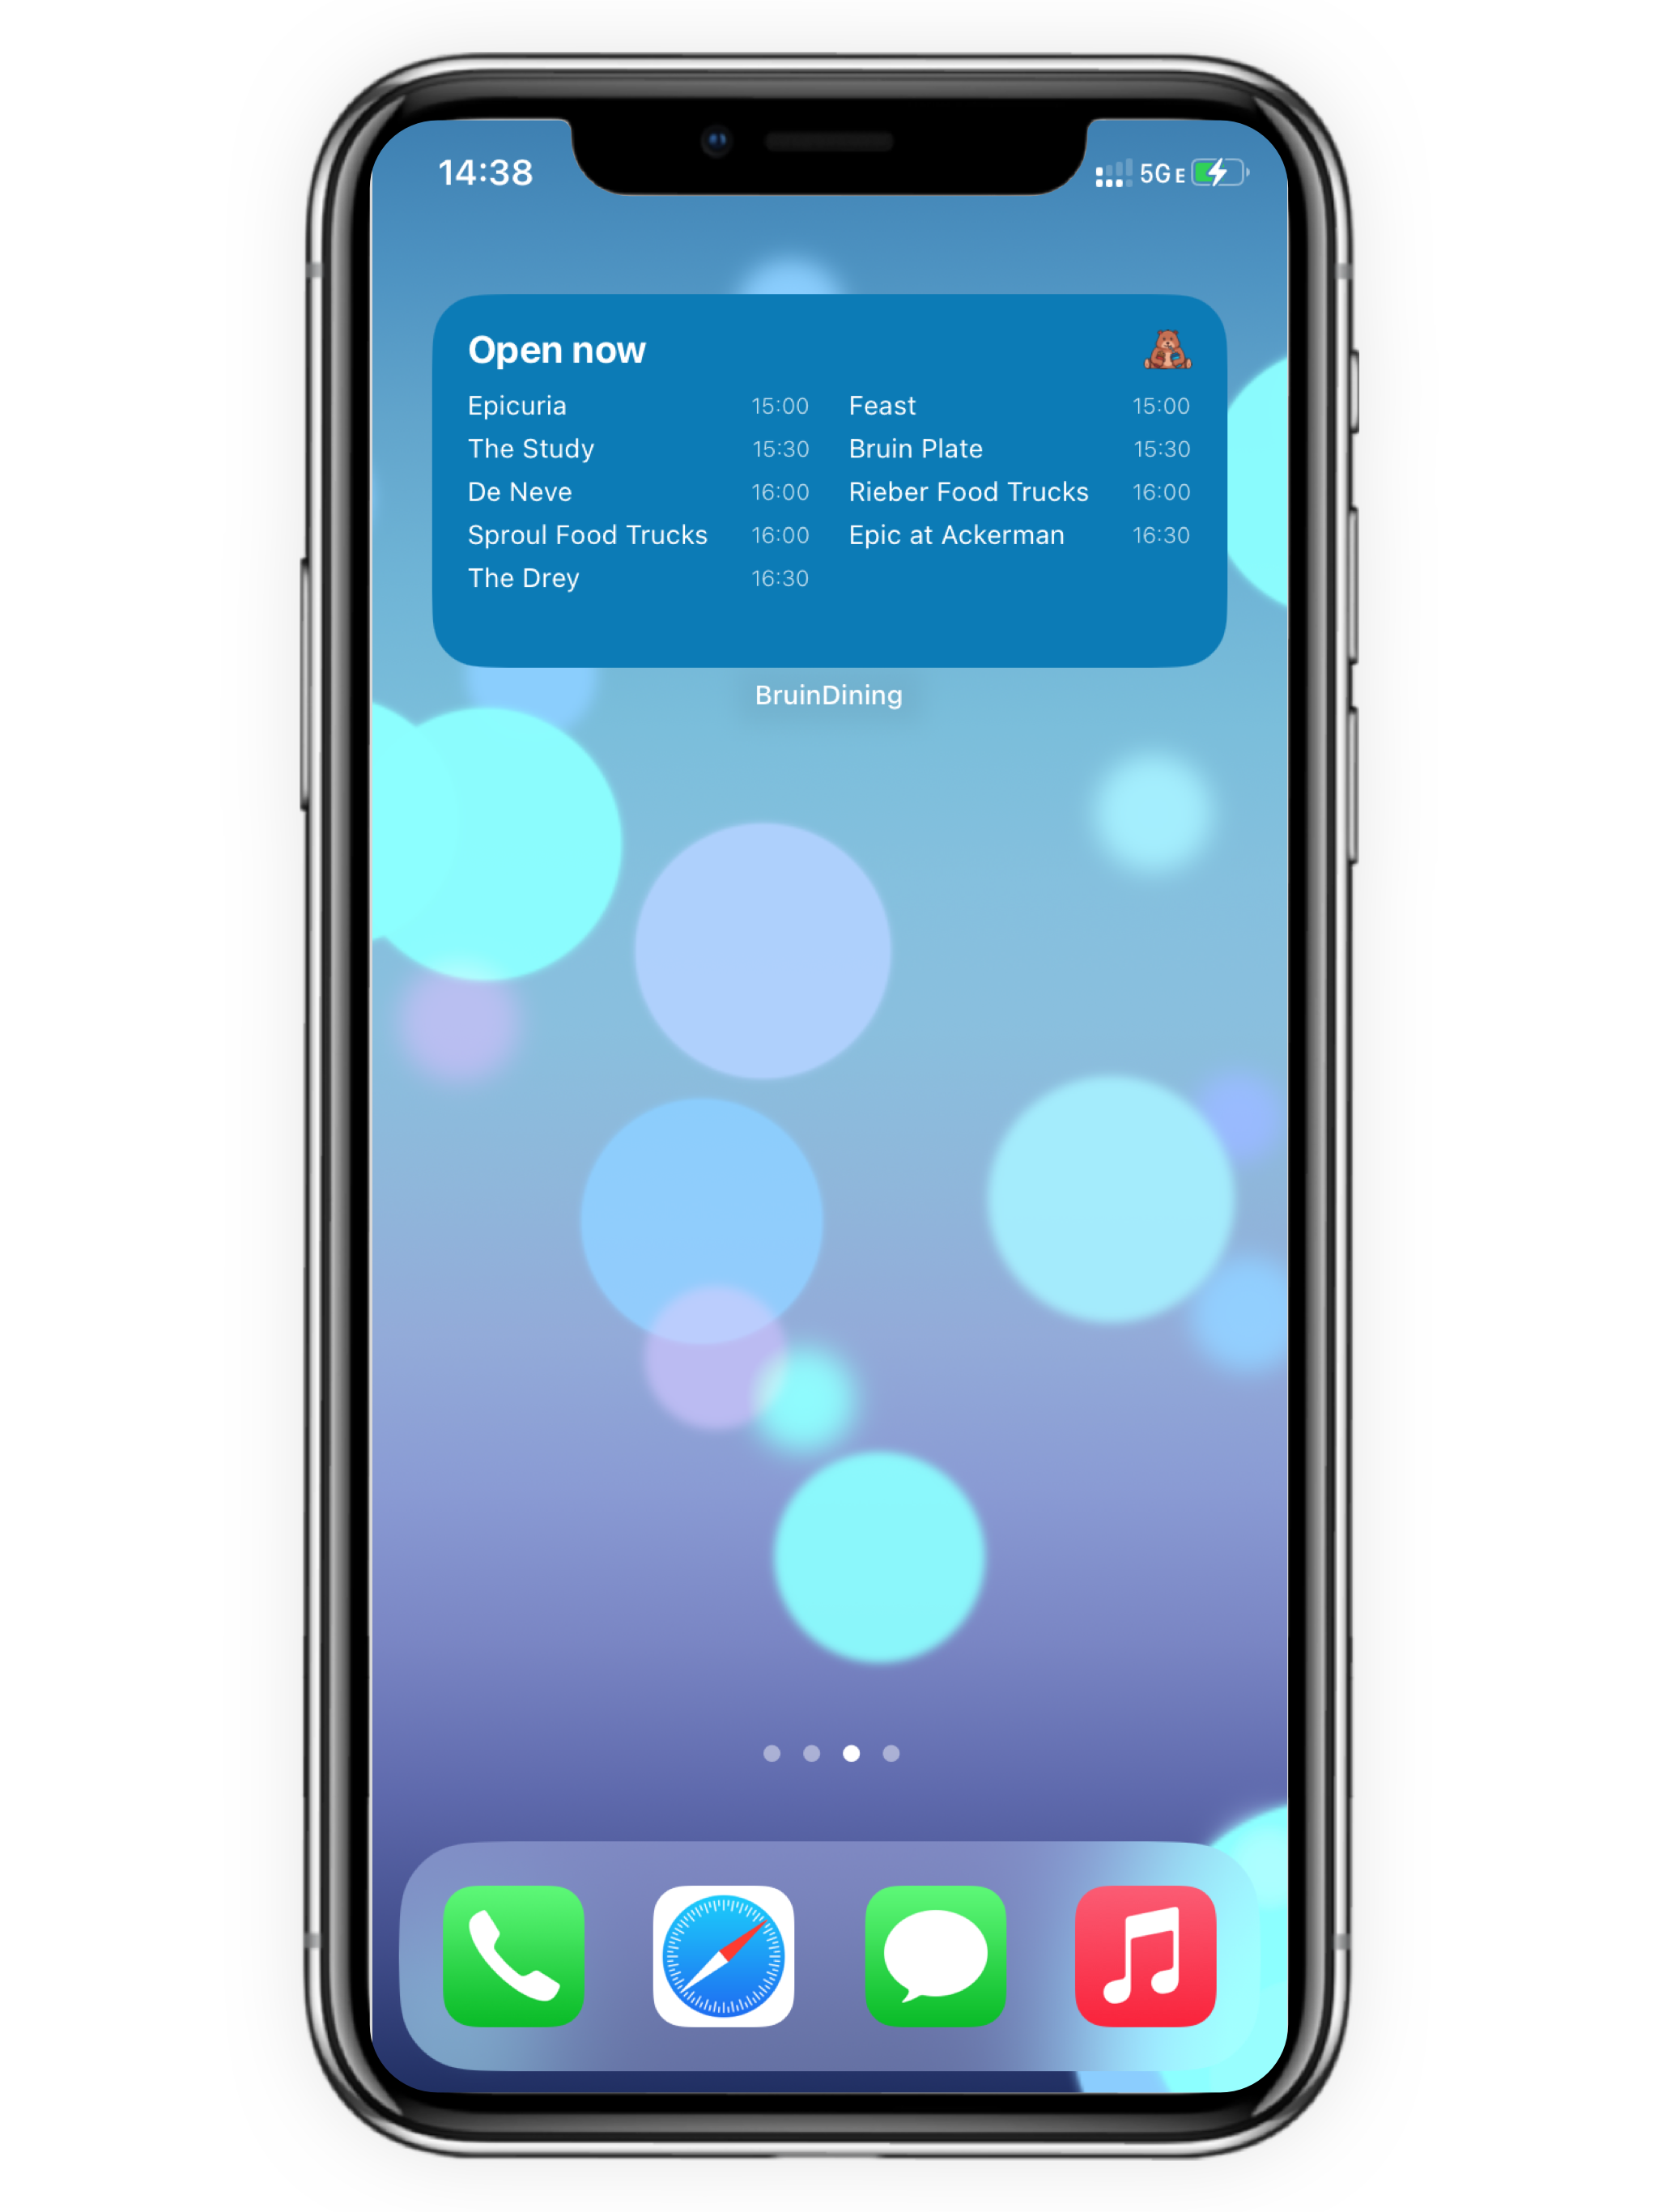 14:38 5G E
Open now
Epicuria 15:00 Feast 15:00
The Study 15:30 Bruin Plate 15:30
De Neve 16:00 Rieber Food Trucks 16:00
Sproul Food Trucks 16:00 Epic at Ackerman 16:30
The Drey 16:30
BruinDining